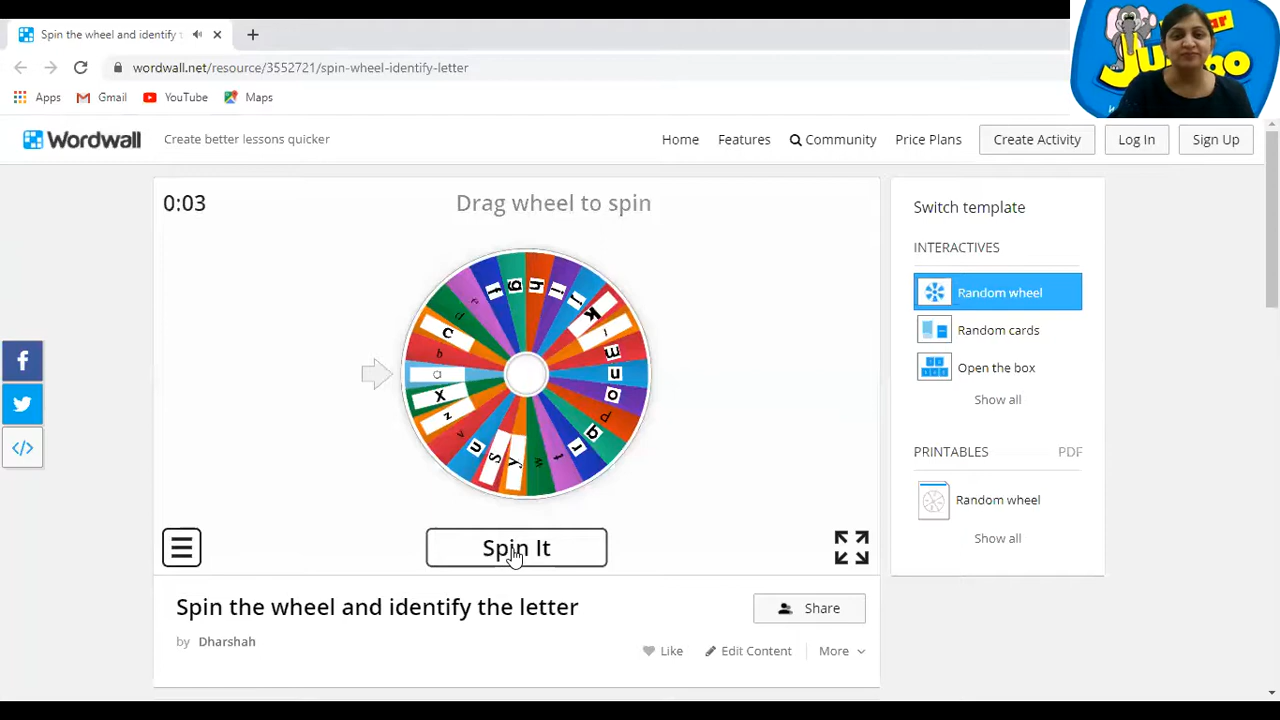 Spin the wheel and identify t
wordwall.net/resource/3552721/spin-wheel-identify-letter
Apps Gmail YouTube Maps
Wordwall Create better lessons quicker Home Features Community Price Plans Create Activity Log In Sign Up
0:03 Drag wheel to spin
a b c d e f g h i j k l m n o p q r t w y s u v z x
Spin It
Spin the wheel and identify the letter
by Dharshah
Share
Like Edit Content More
Switch template
INTERACTIVES
Random wheel
Random cards
Open the box
Show all
PRINTABLES PDF
Random wheel
Show all